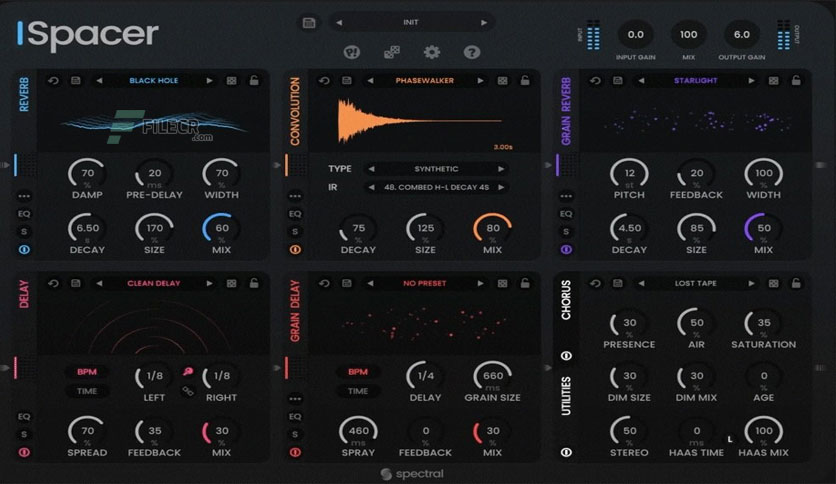 Spacer
INIT
INPUT
0.0
100
6.0
OUTPUT
INPUT GAIN
MIX
OUTPUT GAIN
REVERB
BLACK HOLE
FILECR
.com
70
%
DAMP
20
ms
PRE-DELAY
70
%
WIDTH
EQ
S
6.50
s
DECAY
170
%
SIZE
60
%
MIX
CONVOLUTION
PHASEWALKER
3.00s
TYPE
SYNTHETIC
IR
48. COMBED H-L DECAY 4S
EQ
S
75
%
DECAY
125
%
SIZE
80
%
MIX
GRAIN REVERB
STARLIGHT
12
st
PITCH
20
%
FEEDBACK
100
%
WIDTH
EQ
S
4.50
s
DECAY
85
%
SIZE
50
%
MIX
DELAY
CLEAN DELAY
BPM
TIME
1/8
LEFT
1/8
RIGHT
EQ
S
70
%
SPREAD
35
%
FEEDBACK
30
%
MIX
GRAIN DELAY
NO PRESET
BPM
TIME
1/4
DELAY
660
ms
GRAIN SIZE
EQ
S
460
%
SPRAY
0
%
FEEDBACK
30
%
MIX
CHORUS
LOST TAPE
30
%
PRESENCE
50
%
AIR
35
%
SATURATION
UTILITIES
30
%
DIM SIZE
30
%
DIM MIX
0
%
AGE
50
%
STEREO
0
ms
HAAS TIME
L
100
%
HAAS MIX
spectral